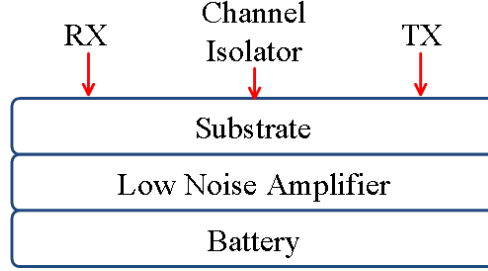 RX
Channel
Isolator
TX
Substrate
Low Noise Amplifier
Battery